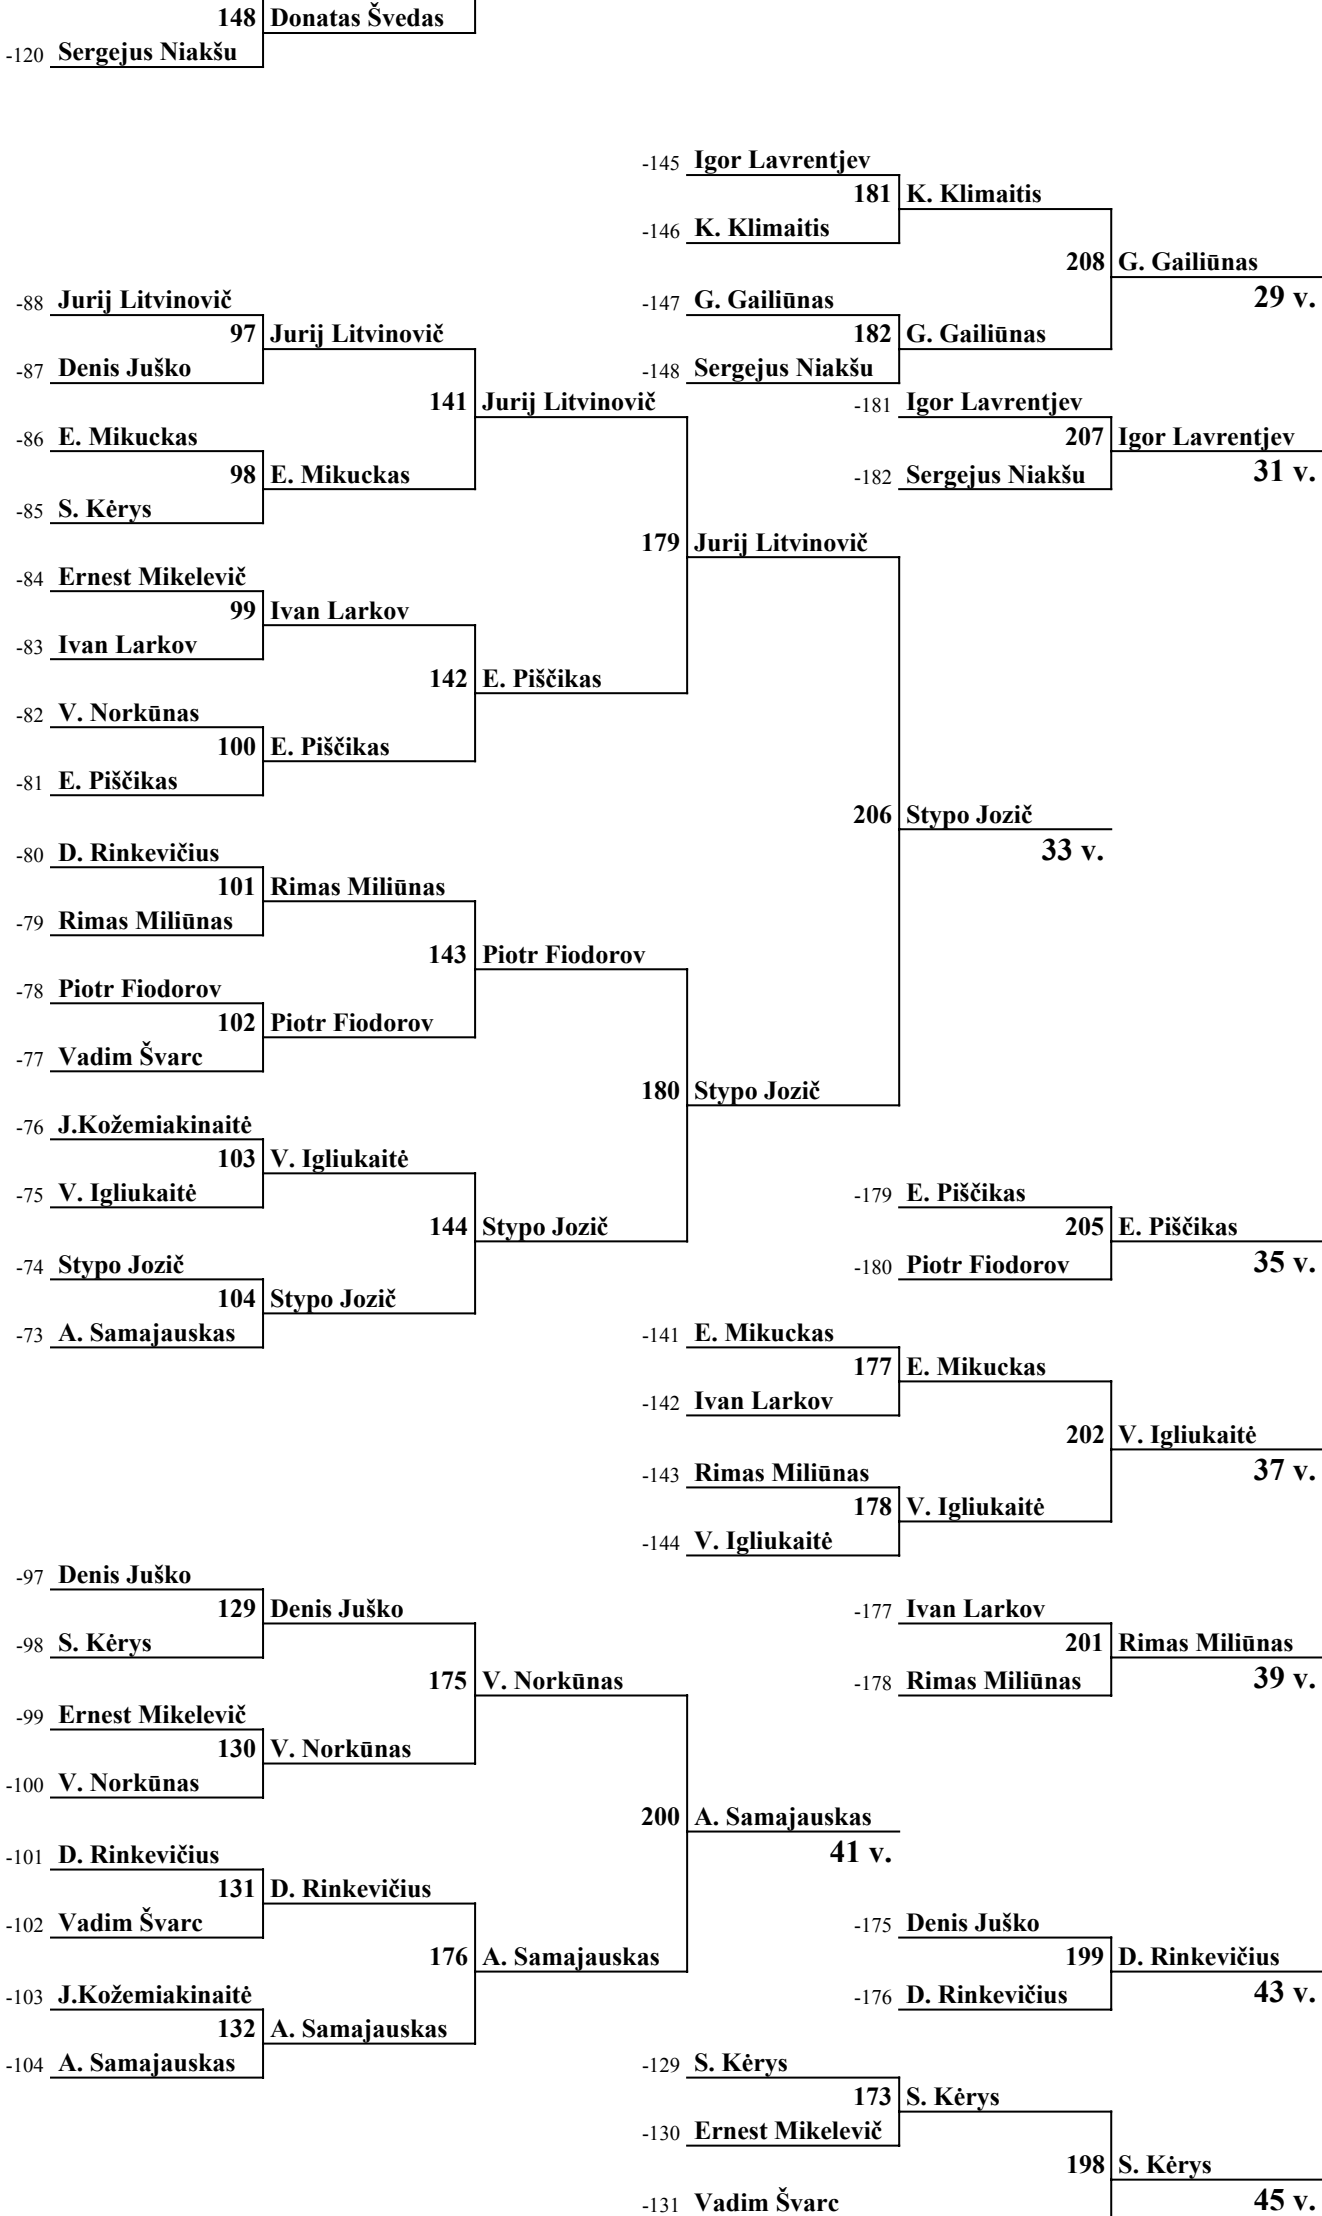 148 Donatas Švedas
-120 Sergejus Niakšu
-145 Igor Lavrentjev
181 K. Klimaitis
-146 K. Klimaitis
208 G. Gailiūnas
-88 Jurij Litvinovič
-147 G. Gailiūnas
29 v.
97 Jurij Litvinovič
182 G. Gailiūnas
-87 Denis Juško
-148 Sergejus Niakšu
141 Jurij Litvinovič
-181 Igor Lavrentjev
-86 E. Mikuckas
207 Igor Lavrentjev
98 E. Mikuckas
-182 Sergejus Niakšu
31 v.
-85 S. Kėrys
179 Jurij Litvinovič
-84 Ernest Mikelevič
99 Ivan Larkov
-83 Ivan Larkov
142 E. Piščikas
-82 V. Norkūnas
100 E. Piščikas
-81 E. Piščikas
206 Stypo Jozič
-80 D. Rinkevičius
33 v.
101 Rimas Miliūnas
-79 Rimas Miliūnas
143 Piotr Fiodorov
-78 Piotr Fiodorov
102 Piotr Fiodorov
-77 Vadim Švarc
180 Stypo Jozič
-76 J.Kožemiakinaitė
103 V. Igliukaitė
-75 V. Igliukaitė
-179 E. Piščikas
144 Stypo Jozič
205 E. Piščikas
-74 Stypo Jozič
-180 Piotr Fiodorov
35 v.
104 Stypo Jozič
-73 A. Samajauskas
-141 E. Mikuckas
177 E. Mikuckas
-142 Ivan Larkov
202 V. Igliukaitė
-143 Rimas Miliūnas
37 v.
178 V. Igliukaitė
-144 V. Igliukaitė
-97 Denis Juško
129 Denis Juško
-177 Ivan Larkov
-98 S. Kėrys
201 Rimas Miliūnas
175 V. Norkūnas
-178 Rimas Miliūnas
39 v.
-99 Ernest Mikelevič
130 V. Norkūnas
-100 V. Norkūnas
200 A. Samajauskas
-101 D. Rinkevičius
41 v.
131 D. Rinkevičius
-102 Vadim Švarc
-175 Denis Juško
176 A. Samajauskas
199 D. Rinkevičius
-103 J.Kožemiakinaitė
-176 D. Rinkevičius
43 v.
132 A. Samajauskas
-104 A. Samajauskas
-129 S. Kėrys
173 S. Kėrys
-130 Ernest Mikelevič
198 S. Kėrys
-131 Vadim Švarc
45 v.